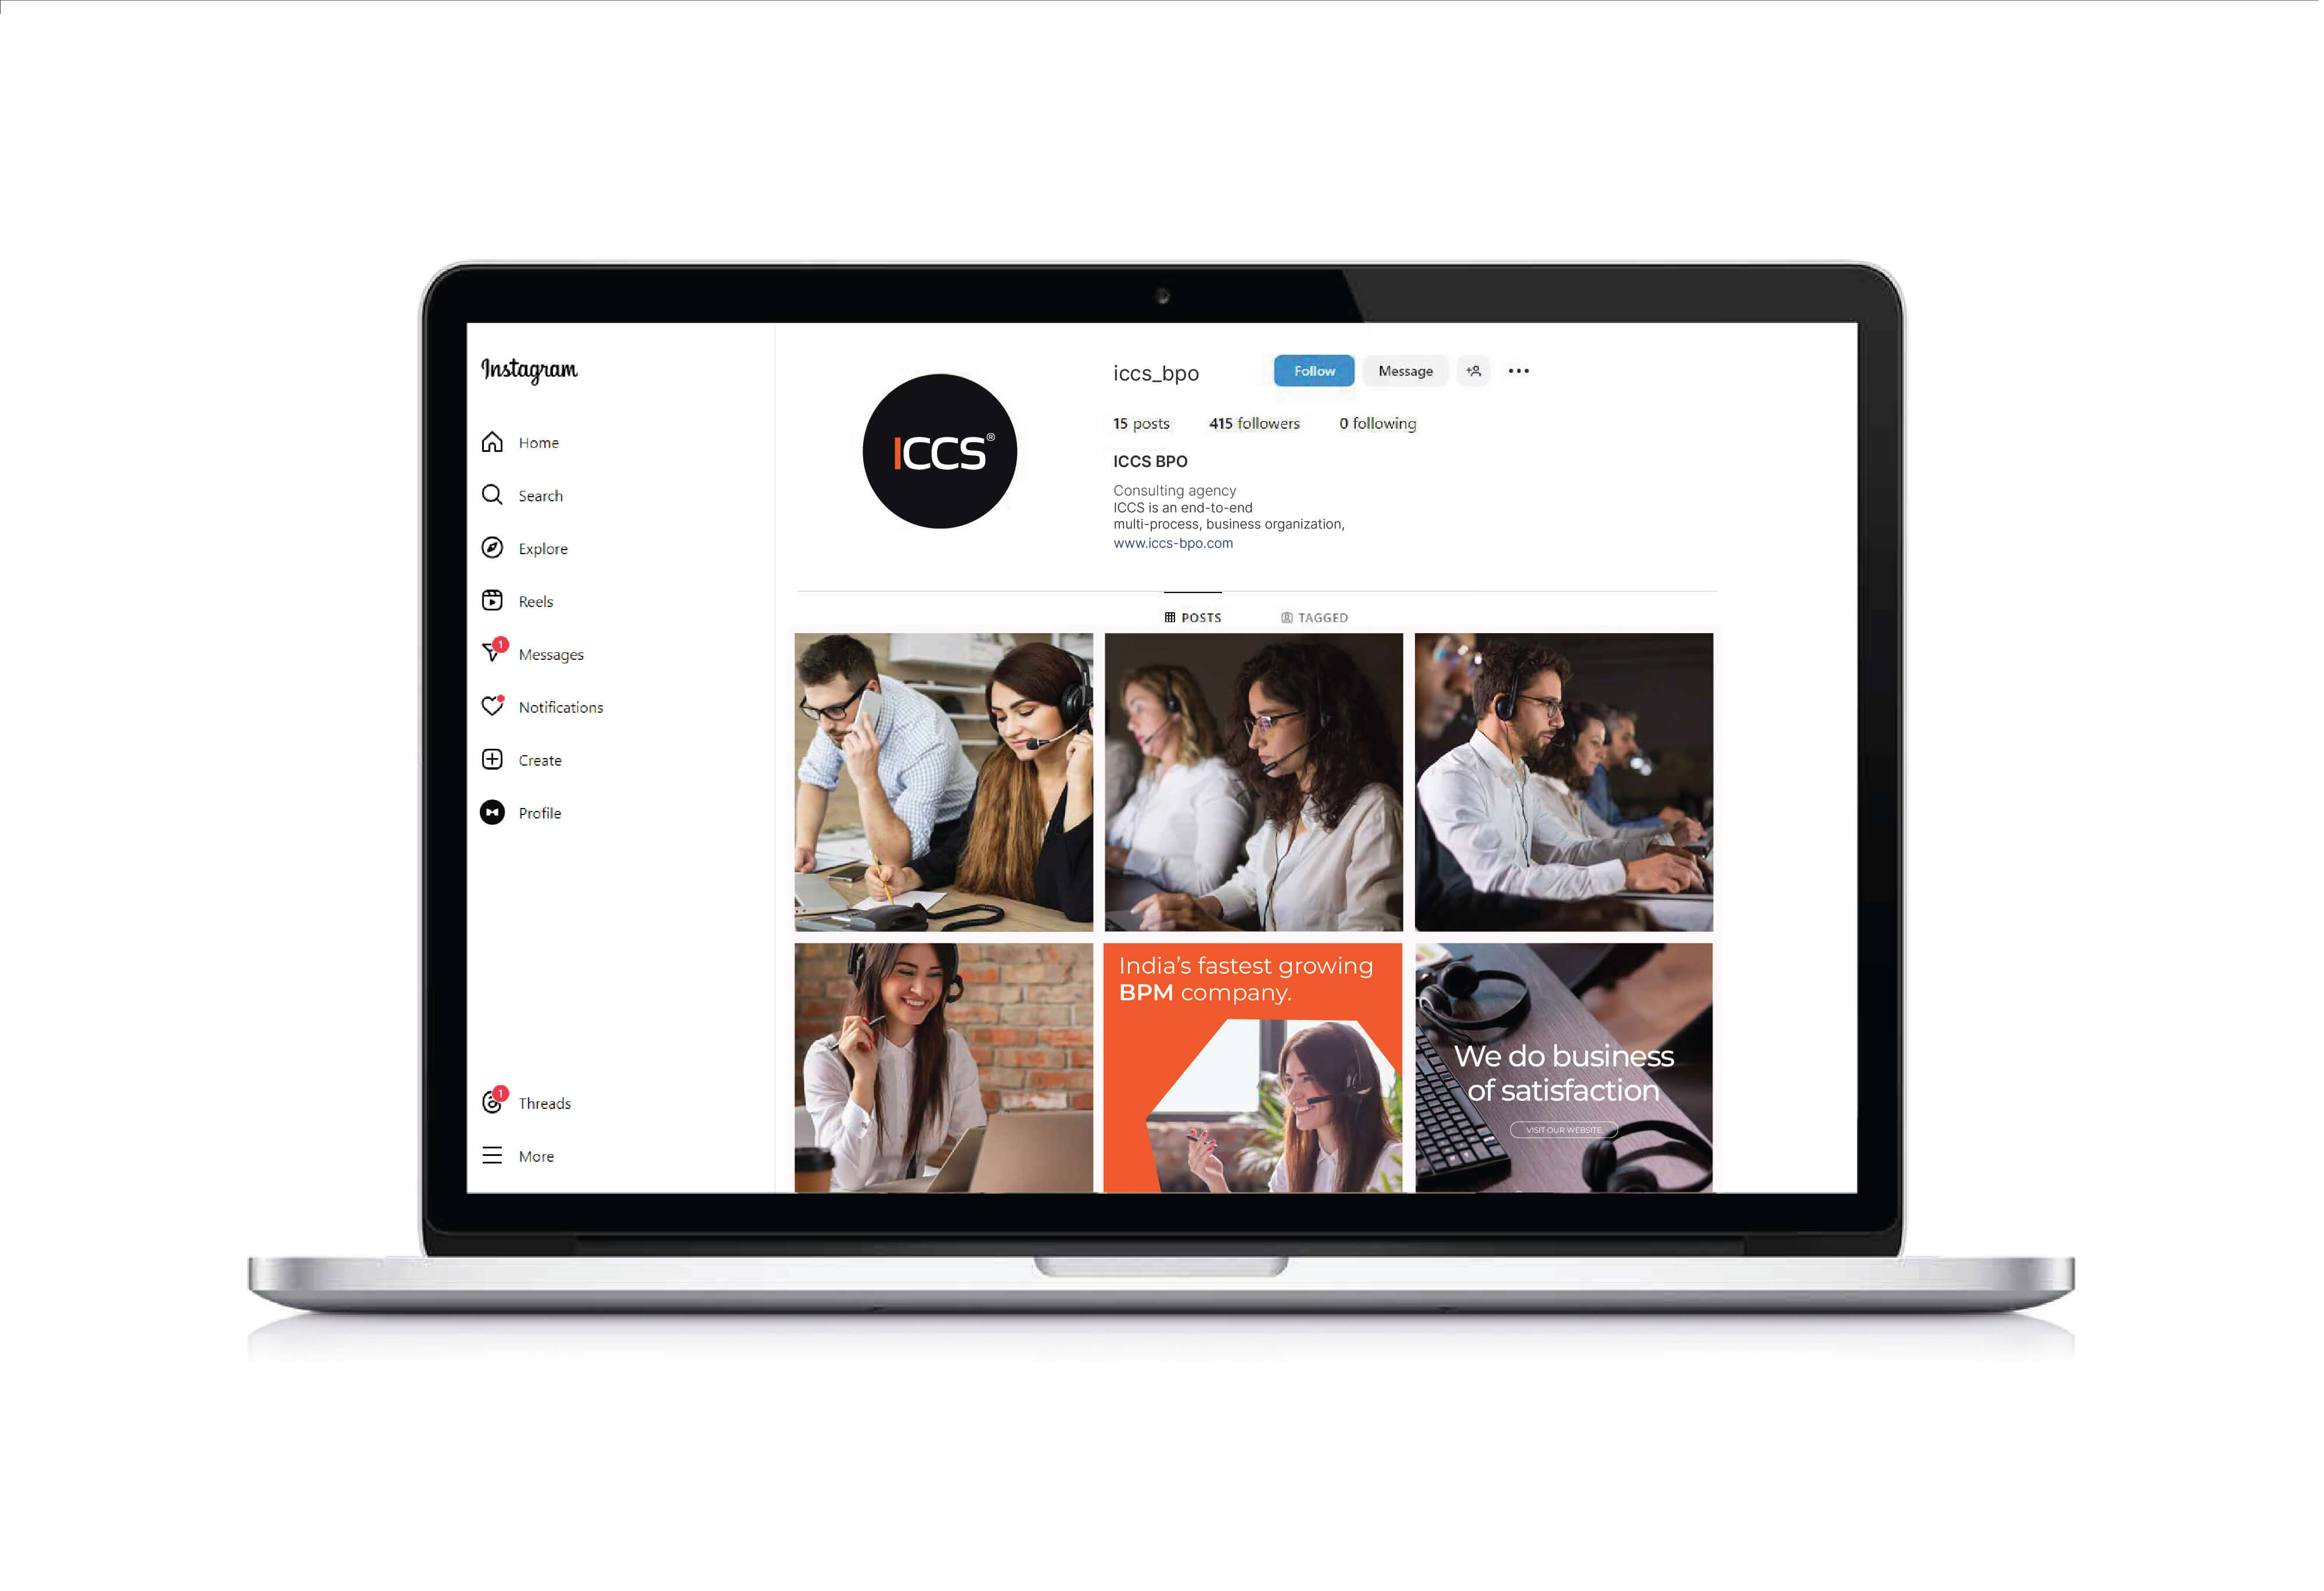 Instagram
Home
Search
Explore
Reels
1
Messages
Notifications
Create
Profile
1
Threads
More
ICCS®
iccs_bpo
Follow
Message
15 posts
415 followers
0 following
ICCS BPO
Consulting agency
ICCS is an end-to-end
multi-process, business organization,
www.iccs-bpo.com
POSTS
TAGGED
India's fastest growing
BPM company.
We do business
of satisfaction
VISIT OUR WEBSITE